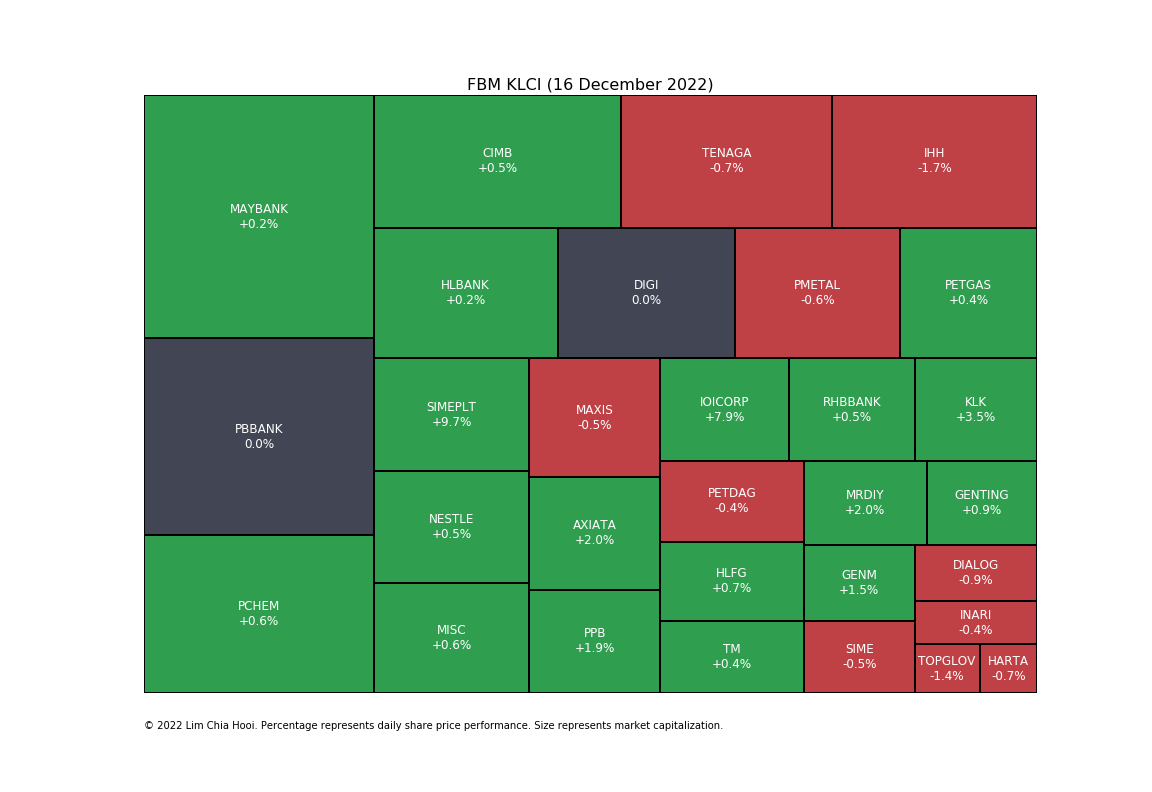 FBM KLCI (16 December 2022)
MAYBANK
+0.2%
CIMB
+0.5%
TENAGA
-0.7%
IHH
-1.7%
HLBANK
+0.2%
DIGI
0.0%
PMETAL
-0.6%
PETGAS
+0.4%
PBBANK
0.0%
SIMEPLT
+9.7%
MAXIS
-0.5%
IOICORP
+7.9%
RHBBANK
+0.5%
KLK
+3.5%
NESTLE
+0.5%
AXIATA
+2.0%
PETDAG
-0.4%
MRDIY
+2.0%
GENTING
+0.9%
PCHEM
+0.6%
MISC
+0.6%
PPB
+1.9%
HLFG
+0.7%
GENM
+1.5%
DIALOG
-0.9%
INARI
-0.4%
TM
+0.4%
SIME
-0.5%
TOPGLOV
-1.4%
HARTA
-0.7%
© 2022 Lim Chia Hooi. Percentage represents daily share price performance. Size represents market capitalization.